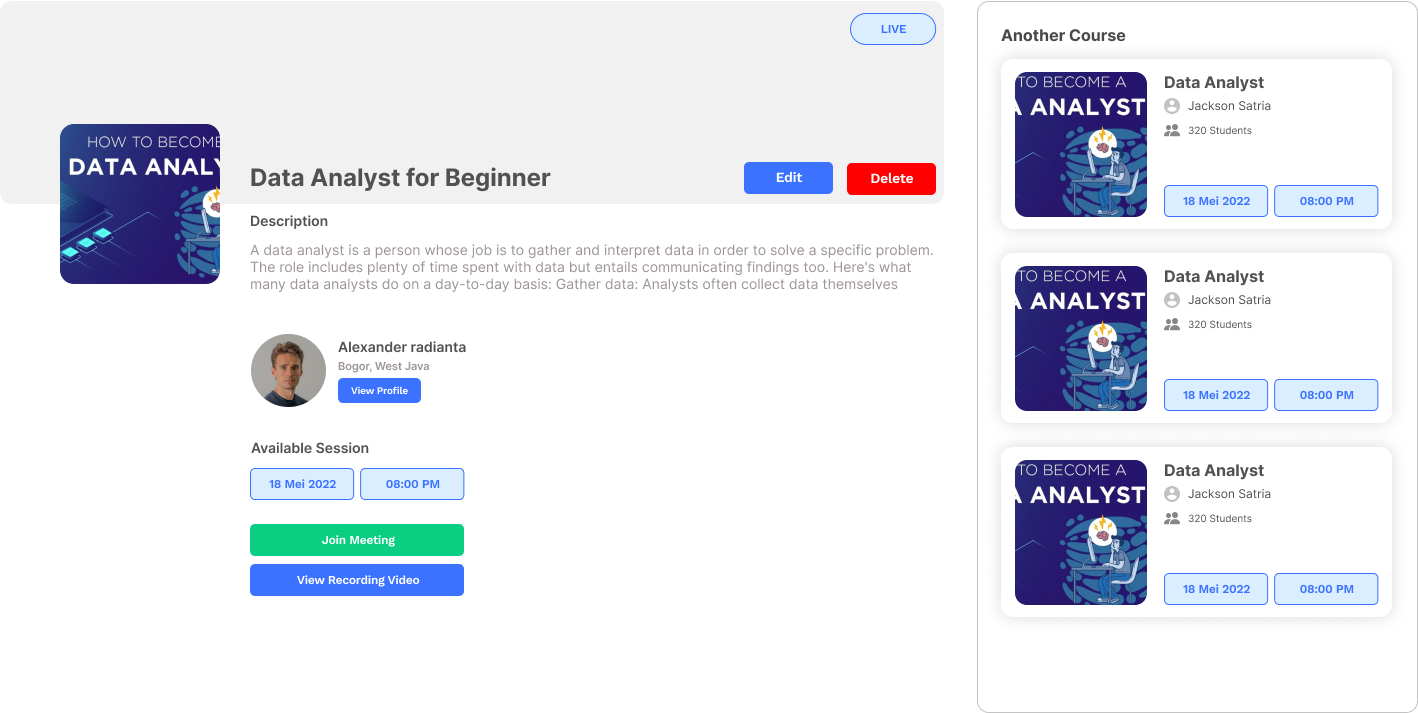 LIVE
HOW TO BECOME
DATA ANALY
Data Analyst for Beginner
Edit
Delete
Description
A data analyst is a person whose job is to gather and interpret data in order to solve a specific problem.
The role includes plenty of time spent with data but entails communicating findings too. Here's what
many data analysts do on a day-to-day basis: Gather data: Analysts often collect data themselves
Alexander radianta
Bogor, West Java
View Profile
Available Session
18 Mei 2022
08:00 PM
Join Meeting
View Recording Video
Another Course
TO BECOME A
A ANALYST
Data Analyst
Jackson Satria
320 Students
18 Mei 2022
08:00 PM
TO BECOME A
A ANALYST
Data Analyst
Jackson Satria
320 Students
18 Mei 2022
08:00 PM
TO BECOME A
A ANALYST
Data Analyst
Jackson Satria
320 Students
18 Mei 2022
08:00 PM